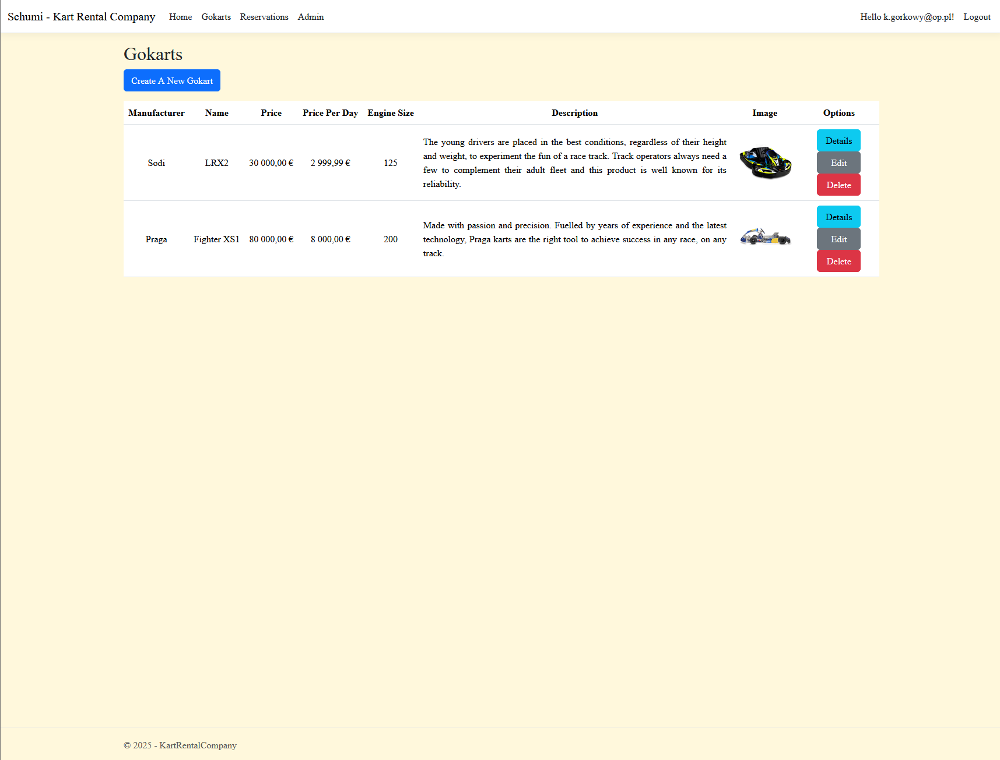 Schumi - Kart Rental Company Home Gokarts Reservations Admin Hello k.gorkowy@op.pl! Logout
Gokarts
Create A New Gokart
Manufacturer Name Price Price Per Day Engine Size Description Image Options
Sodi LRX2 30 000,00 € 2 999,99 € 125
The young drivers are placed in the best conditions, regardless of their height
and weight, to experiment the fun of a race track. Track operators always need a
few to complement their adult fleet and this product is well known for its
reliability.
Details
Edit
Delete
Praga Fighter XS1 80 000,00 € 8 000,00 € 200
Made with passion and precision. Fuelled by years of experience and the latest
technology, Praga karts are the right tool to achieve success in any race, on any
track.
Details
Edit
Delete
© 2025 - KartRentalCompany